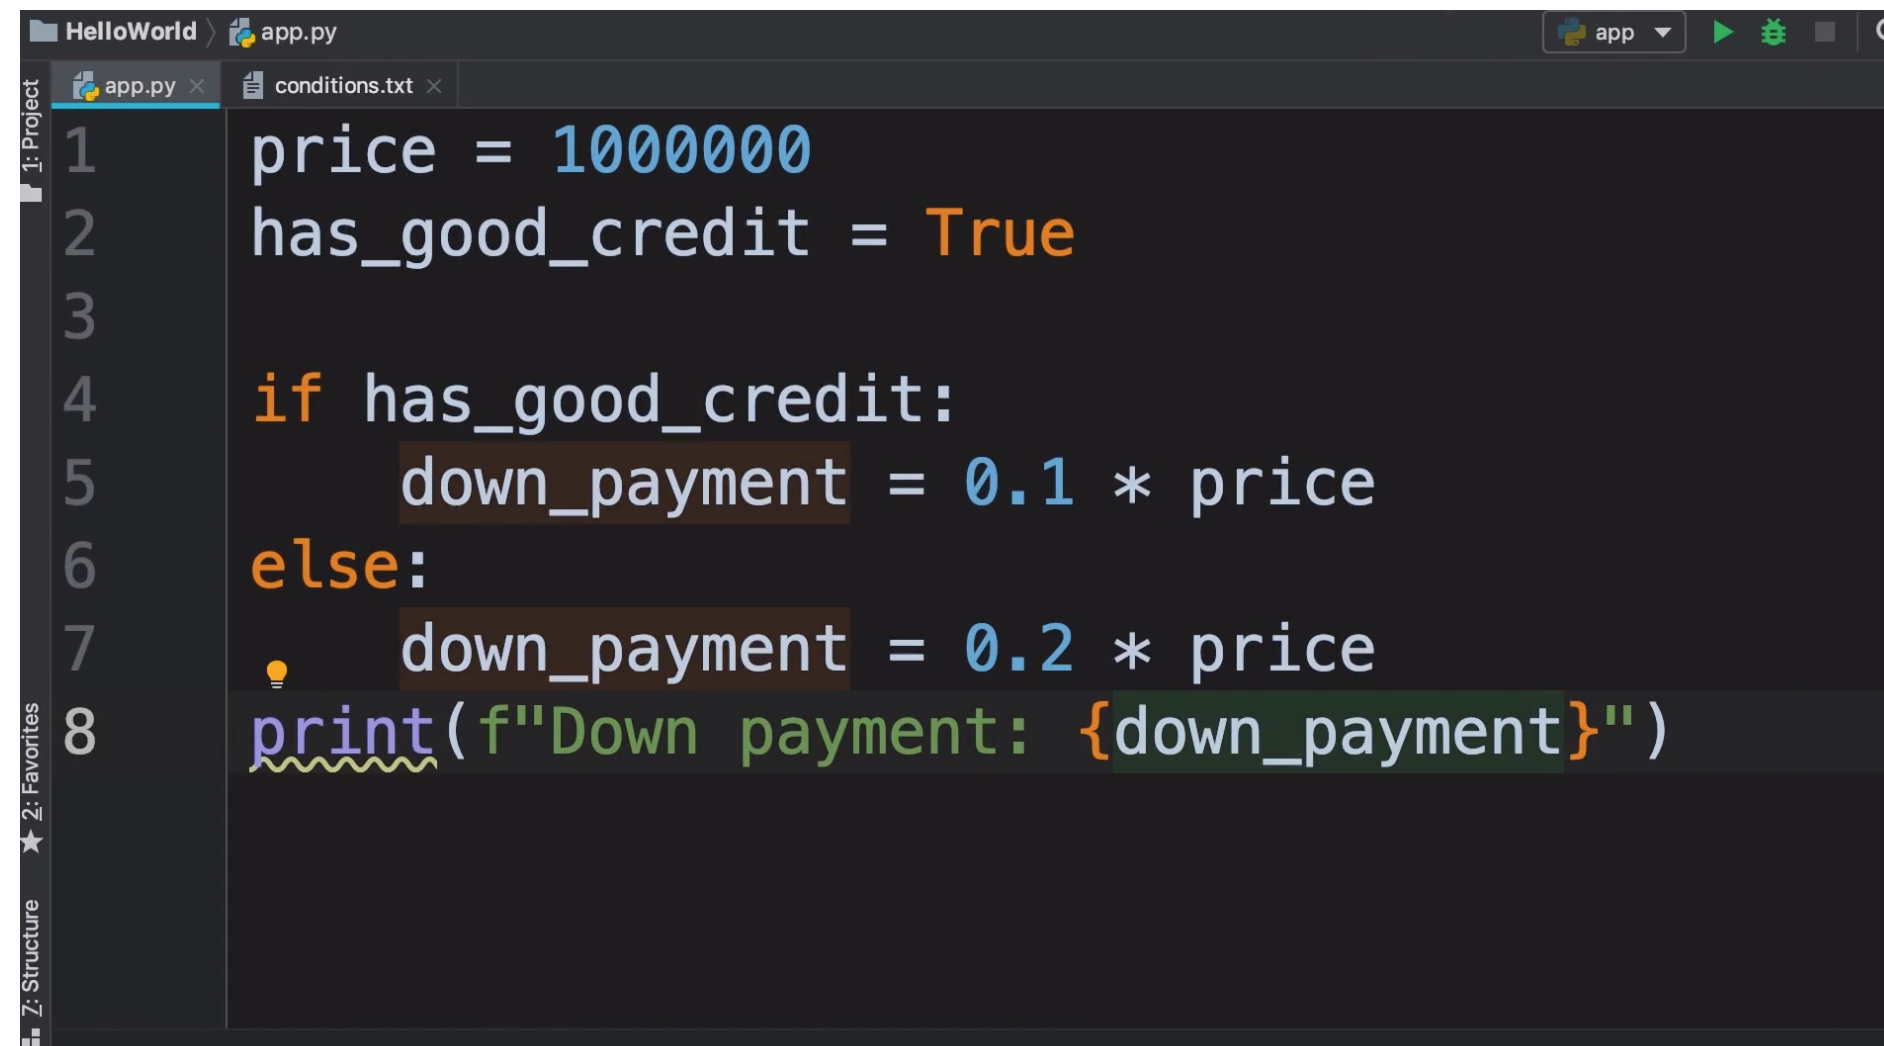 HelloWorld app.py app
app.py conditions.txt
1: Project
2: Favorites
7: Structure
1 price = 1000000
2 has_good_credit = True
3
4 if has_good_credit:
5     down_payment = 0.1 * price
6 else:
7     down_payment = 0.2 * price
8 print(f"Down payment: {down_payment}")